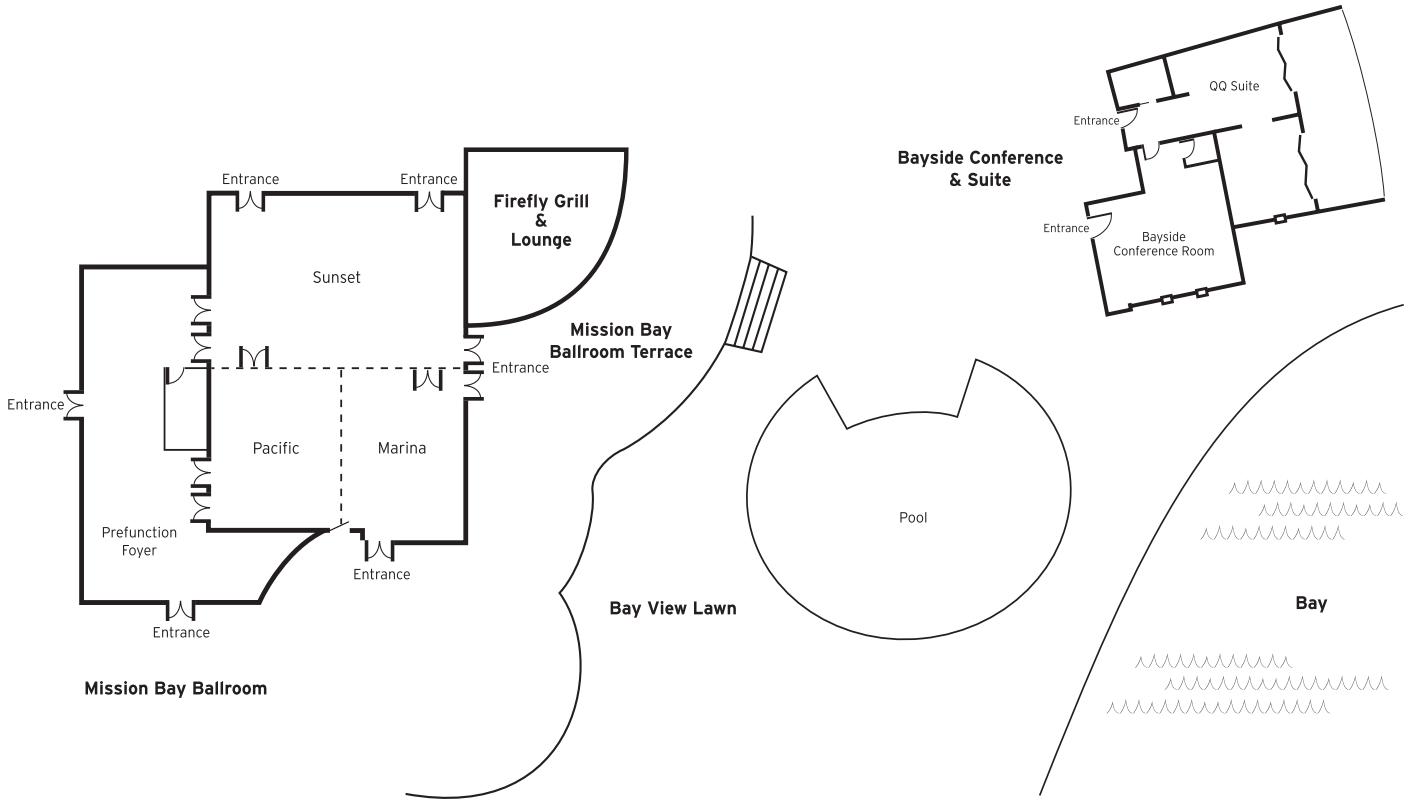 QQ Suite
Entrance
Bayside Conference
& Suite
Entrance
Bayside
Conference Room
Entrance
Entrance
Firefly Grill
&
Lounge
Sunset
Mission Bay
Ballroom Terrace
Entrance
Entrance
Pacific
Marina
Pool
Prefunction
Foyer
Entrance
Bay
Bay View Lawn
Entrance
Mission Bay Ballroom